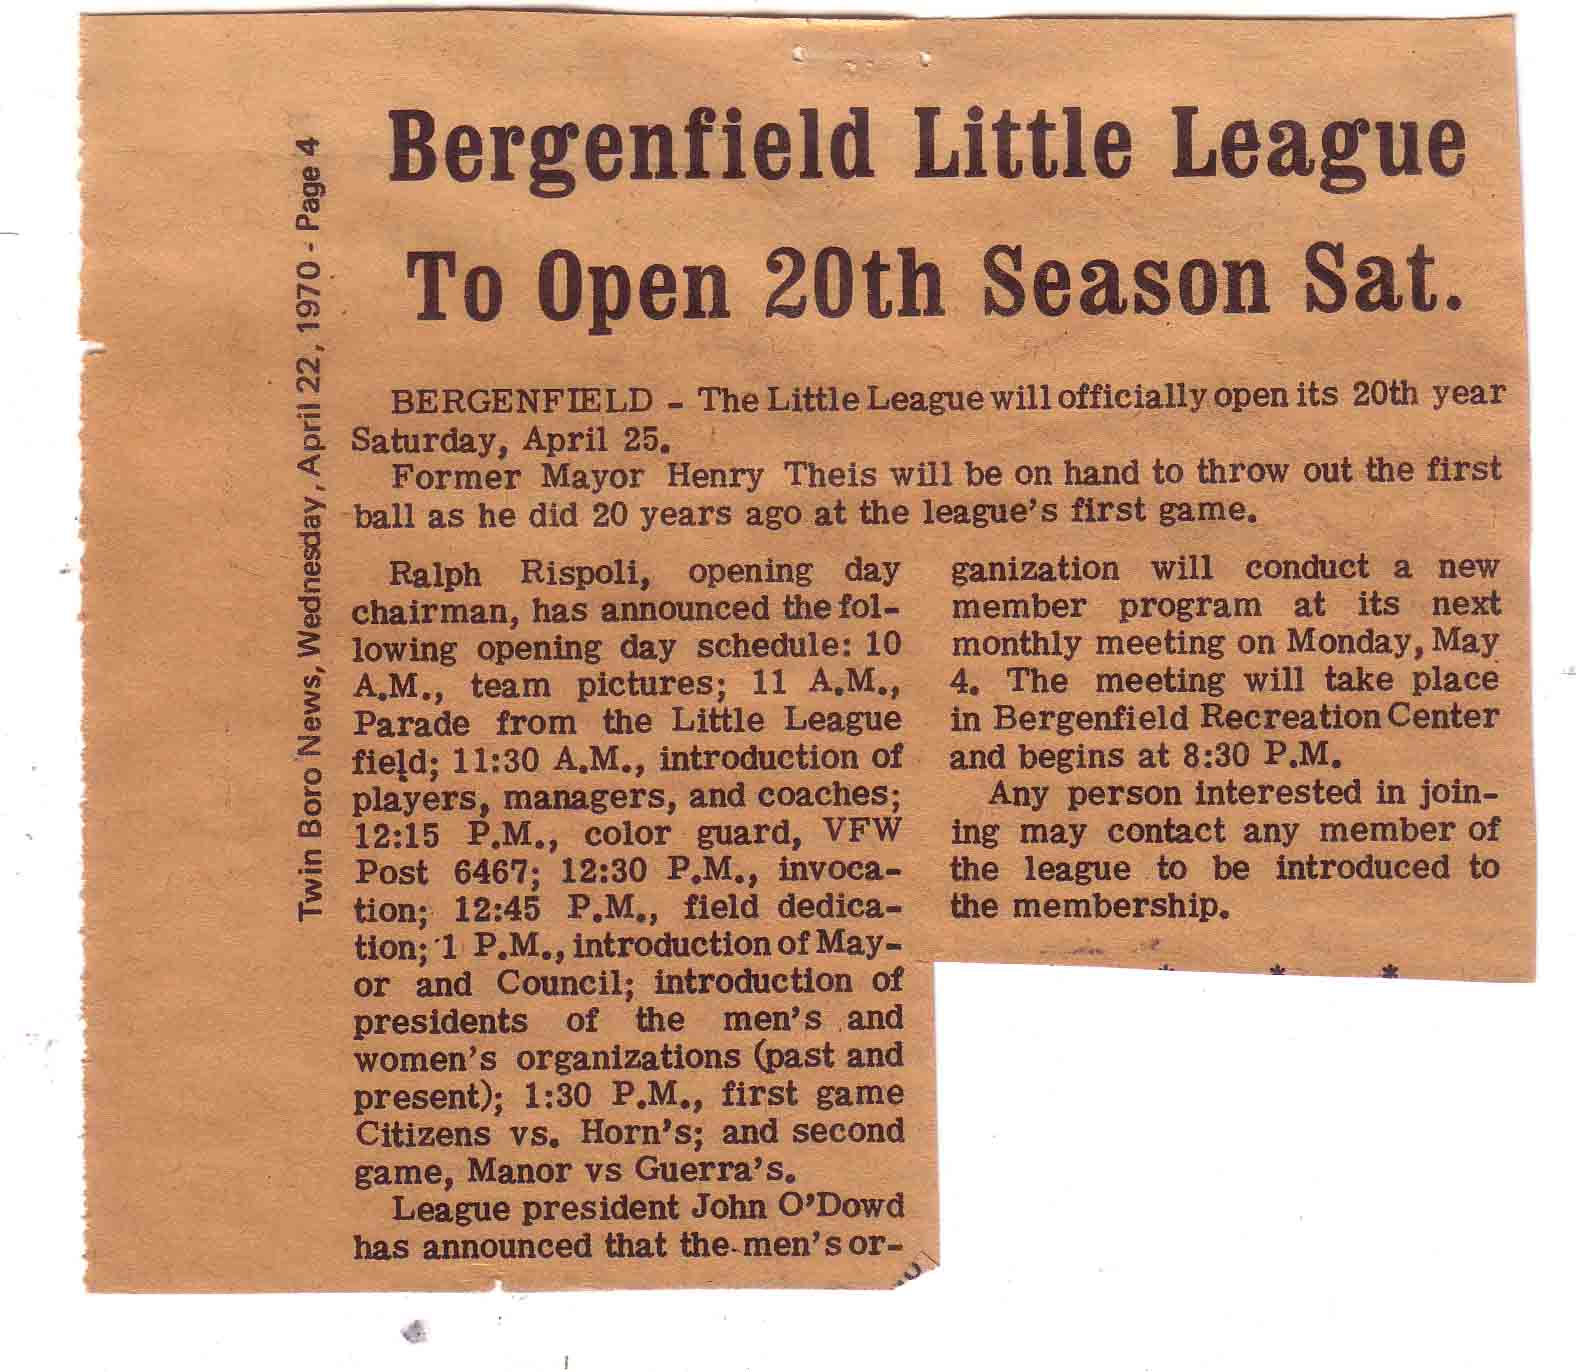 Twin Boro News, Wednesday, April 22, 1970 - Page 4
Bergenfield Little League
To Open 20th Season Sat.
BERGENFIELD - The Little League will officially open its 20th year
Saturday, April 25.
Former Mayor Henry Theis will be on hand to throw out the first
ball as he did 20 years ago at the league's first game.
Ralph Rispoli, opening day
chairman, has announced the fol-
lowing opening day schedule: 10
A.M., team pictures; 11 A.M.,
Parade from the Little League
field; 11:30 A.M., introduction of
players, managers, and coaches;
12:15 P.M., color guard, VFW
Post 6467; 12:30 P.M., invoca-
tion; 12:45 P.M., field dedica-
tion; 1 P.M., introduction of May-
or and Council; introduction of
presidents of the men's and
women's organizations (past and
present); 1:30 P.M., first game
Citizens vs. Horn's; and second
game, Manor vs Guerra's.
League president John O'Dowd
has announced that the men's or-
ganization will conduct a new
member program at its next
monthly meeting on Monday, May
4. The meeting will take place
in Bergenfield Recreation Center
and begins at 8:30 P.M.
Any person interested in join-
ing may contact any member of
the league to be introduced to
the membership.
* * *